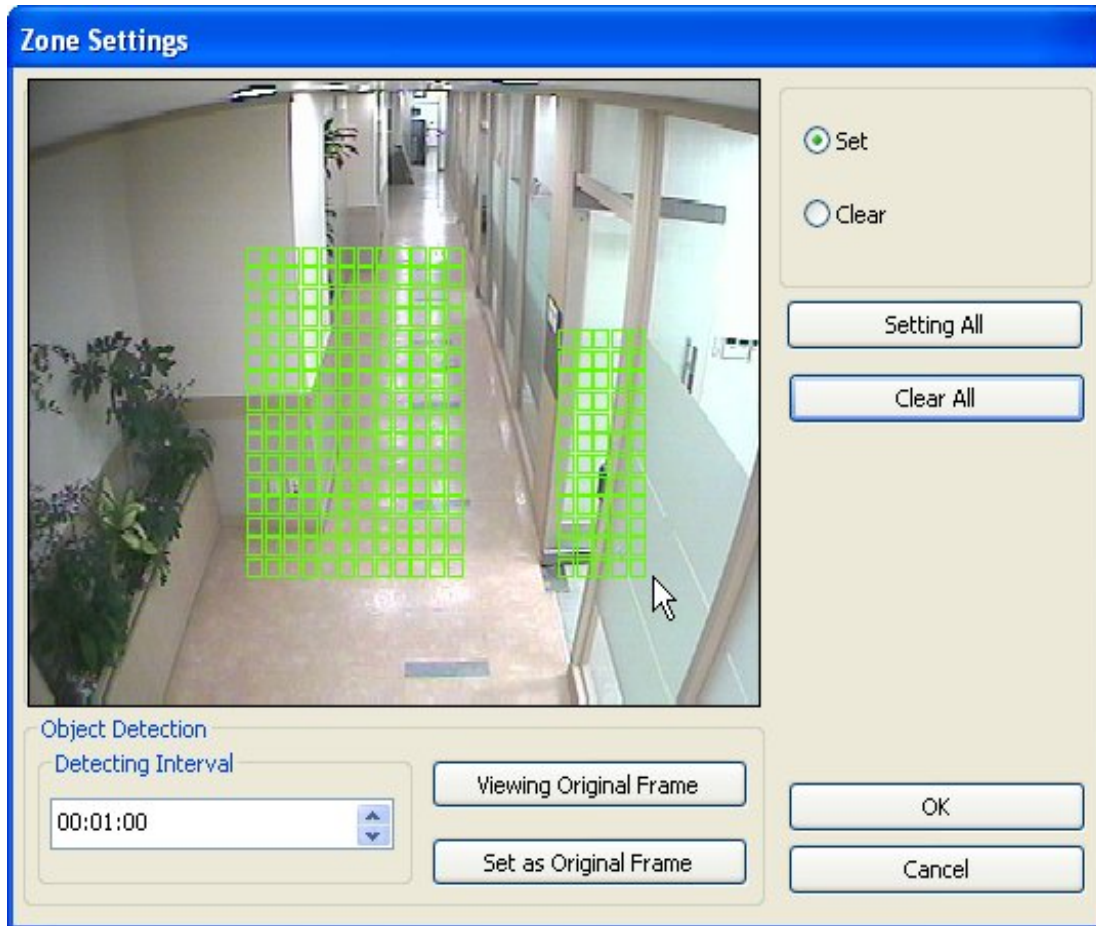 Zone Settings
Set
Clear
Setting All
Clear All
Object Detection
Detecting Interval
00:01:00
Viewing Original Frame
Set as Original Frame
OK
Cancel